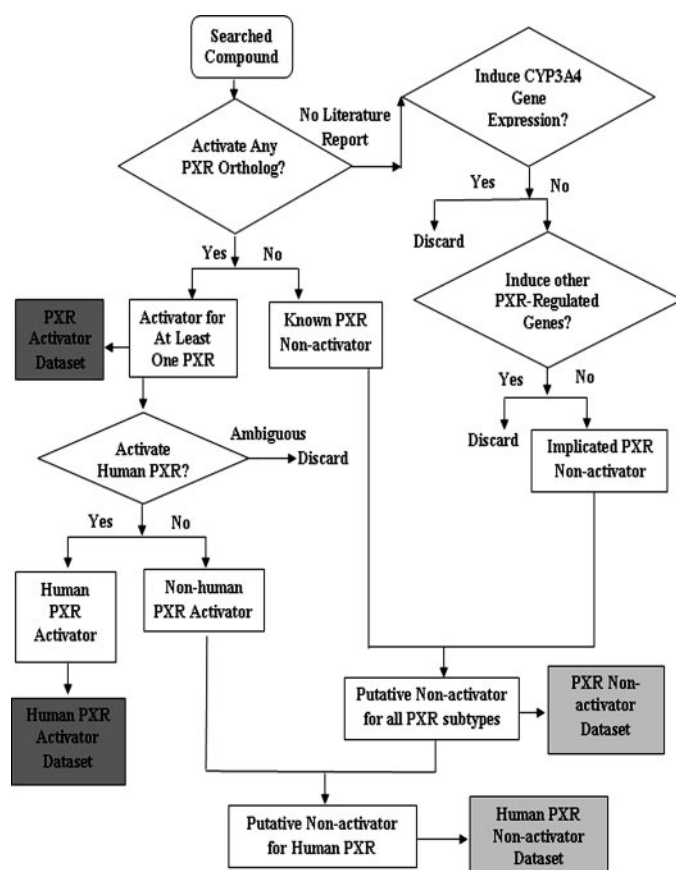 Searched
Compound
Induce CYP3A4
Gene
Expression?
No Literature
Report
Activate Any
PXR Ortholog?
Yes
No
Discard
Yes
No
Induce other
PXR-Regulated
Genes?
PXR
Activator
Dataset
Activator for
At Least
One PXR
Known PXR
Non-activator
Yes
No
Discard
Implicated PXR
Non-activator
Activate
Human PXR?
Ambiguous
Discard
Yes
No
Human
PXR
Activator
Non-human
PXR Activator
Human PXR
Activator
Dataset
Putative Non-activator
for all PXR subtypes
PXR Non-
activator
Dataset
Putative Non-activator
for Human PXR
Human PXR
Non-activator
Dataset